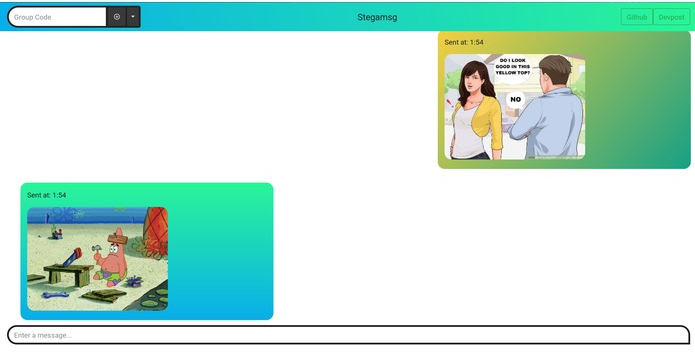 Group Code
Stegamsg
Github
Devpost
Sent at: 1:54
DO I LOOK
GOOD IN THIS
YELLOW TOP?
NO
Sent at: 1:54
Enter a message...